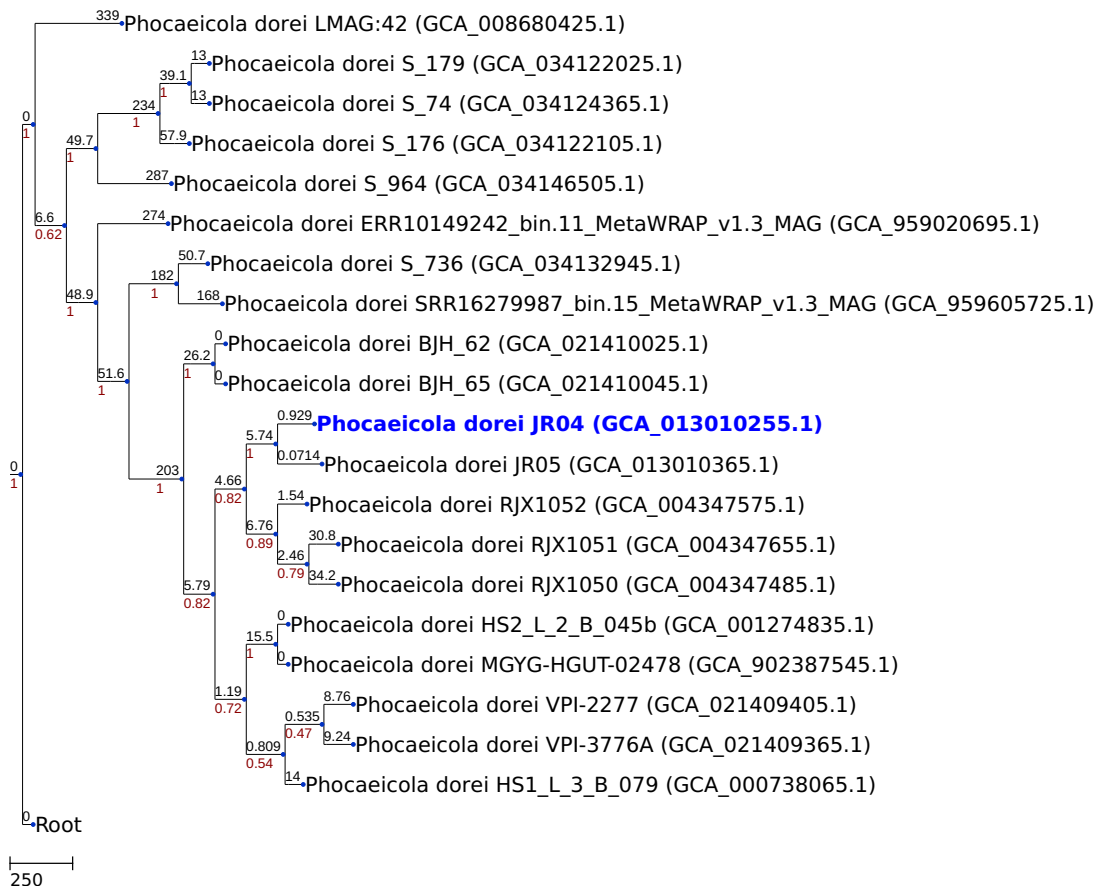 339 Phocaeicola dorei LMAG:42 (GCA_008680425.1)
13 Phocaeicola dorei S_179 (GCA_034122025.1)
39.1
1
13 Phocaeicola dorei S_74 (GCA_034124365.1)
234
1
0
1
57.9 Phocaeicola dorei S_176 (GCA_034122105.1)
49.7
1
287 Phocaeicola dorei S_964 (GCA_034146505.1)
6.6
0.62
274 Phocaeicola dorei ERR10149242_bin.11_MetaWRAP_v1.3_MAG (GCA_959020695.1)
50.7 Phocaeicola dorei S_736 (GCA_034132945.1)
182
1
48.9
1
168 Phocaeicola dorei SRR16279987_bin.15_MetaWRAP_v1.3_MAG (GCA_959605725.1)
0 Phocaeicola dorei BJH_62 (GCA_021410025.1)
26.2
1
51.6
1
0 Phocaeicola dorei BJH_65 (GCA_021410045.1)
0.929 Phocaeicola dorei JR04 (GCA_013010255.1)
5.74
1
0.0714 Phocaeicola dorei JR05 (GCA_013010365.1)
0
1
203
1
4.66
0.82
1.54 Phocaeicola dorei RJX1052 (GCA_004347575.1)
6.76
0.89
30.8 Phocaeicola dorei RJX1051 (GCA_004347655.1)
2.46
0.79
34.2 Phocaeicola dorei RJX1050 (GCA_004347485.1)
5.79
0.82
0 Phocaeicola dorei HS2_L_2_B_045b (GCA_001274835.1)
15.5
1
0 Phocaeicola dorei MGYG-HGUT-02478 (GCA_902387545.1)
1.19
0.72
8.76 Phocaeicola dorei VPI-2277 (GCA_021409405.1)
0.535
0.47
9.24 Phocaeicola dorei VPI-3776A (GCA_021409365.1)
0.809
0.54
14 Phocaeicola dorei HS1_L_3_B_079 (GCA_000738065.1)
0 Root
250